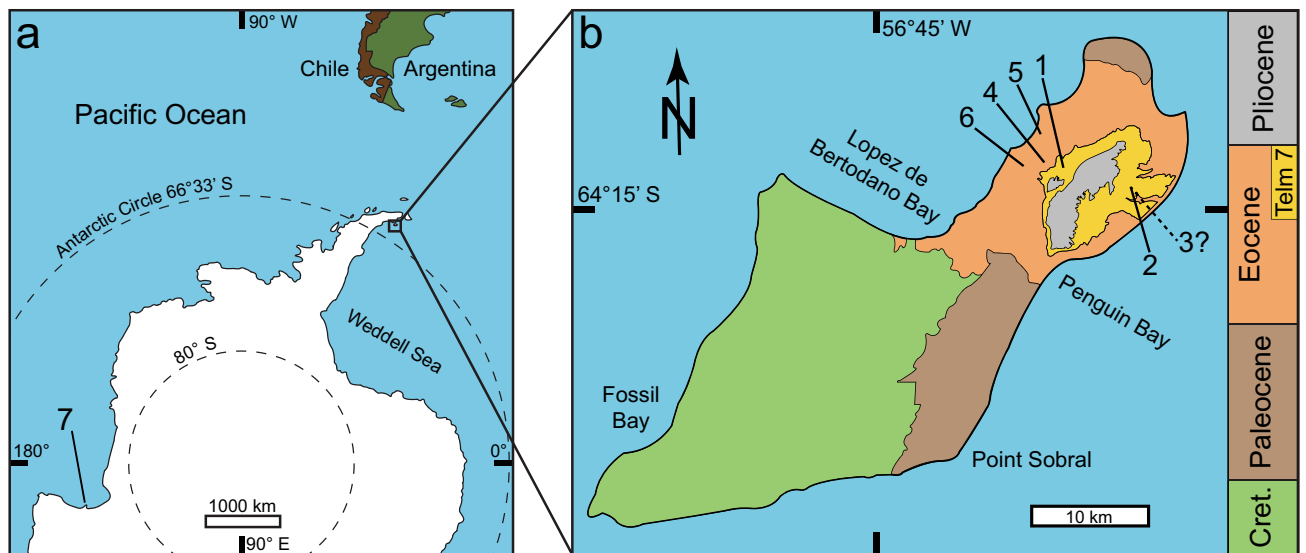 a
90° W
Chile
Argentina
Pacific Ocean
Antarctic Circle 66°33’ S
Weddell Sea
80° S
7
180°
0°
1000 km
90° E
b
56°45’ W
N
1
5
4
6
Lopez de
Bertodano Bay
64°15’ S
3?
2
Penguin Bay
Fossil
Bay
Point Sobral
10 km
Pliocene
Eocene
Telm 7
Paleocene
Cret.